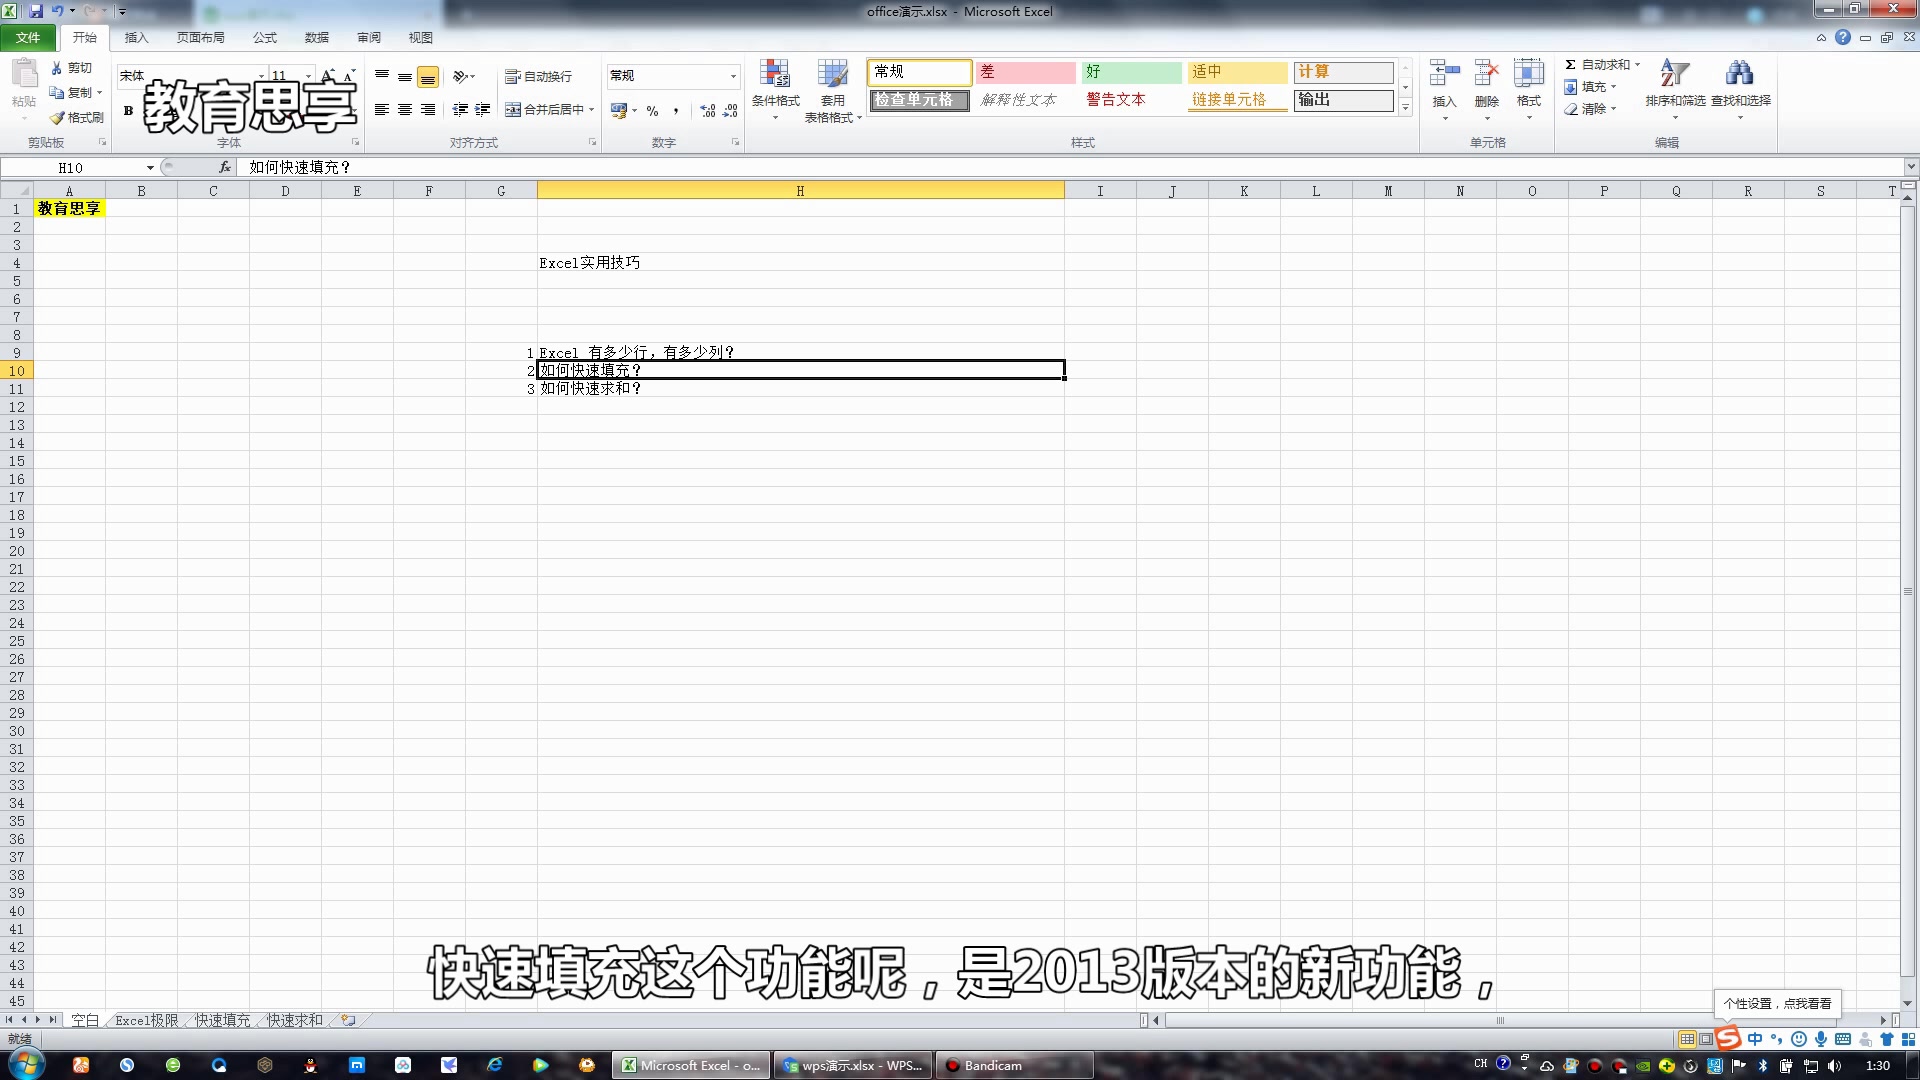 office演示.xlsx - Microsoft Excel
文件 开始 插入 页面布局 公式 数据 审阅 视图
粘贴 剪切 复制 格式刷 剪贴板
宋体 11 B 字体
教育思享
自动换行 合并后居中 对齐方式
常规 % , .00 数字
条件格式 套用 表格格式
常规 差 好 适中 计算
检查单元格 解释性文本 警告文本 链接单元格 输出
样式
插入 删除 格式 单元格
Σ 自动求和 填充 清除 排序和筛选 查找和选择 编辑
H10 fx 如何快速填充？
A B C D E F G H I J K L M N O P Q R S T
1 教育思享
2
3
4 Excel实用技巧
5
6
7
8
9 1 Excel 有多少行，有多少列？
10 2 如何快速填充？
11 3 如何快速求和？
12
13
14
15
16
17
18
19
20
21
22
23
24
25
26
27
28
29
30
31
32
33
34
35
36
37
38
39
40
41
42
43
44
45
快速填充这个功能呢，是2013版本的新功能，
个性设置，点我看看
空白 Excel极限 快速填充 快速求和
就绪
中
Microsoft Excel - o... wps演示.xlsx - WPS... Bandicam
CH 1:30